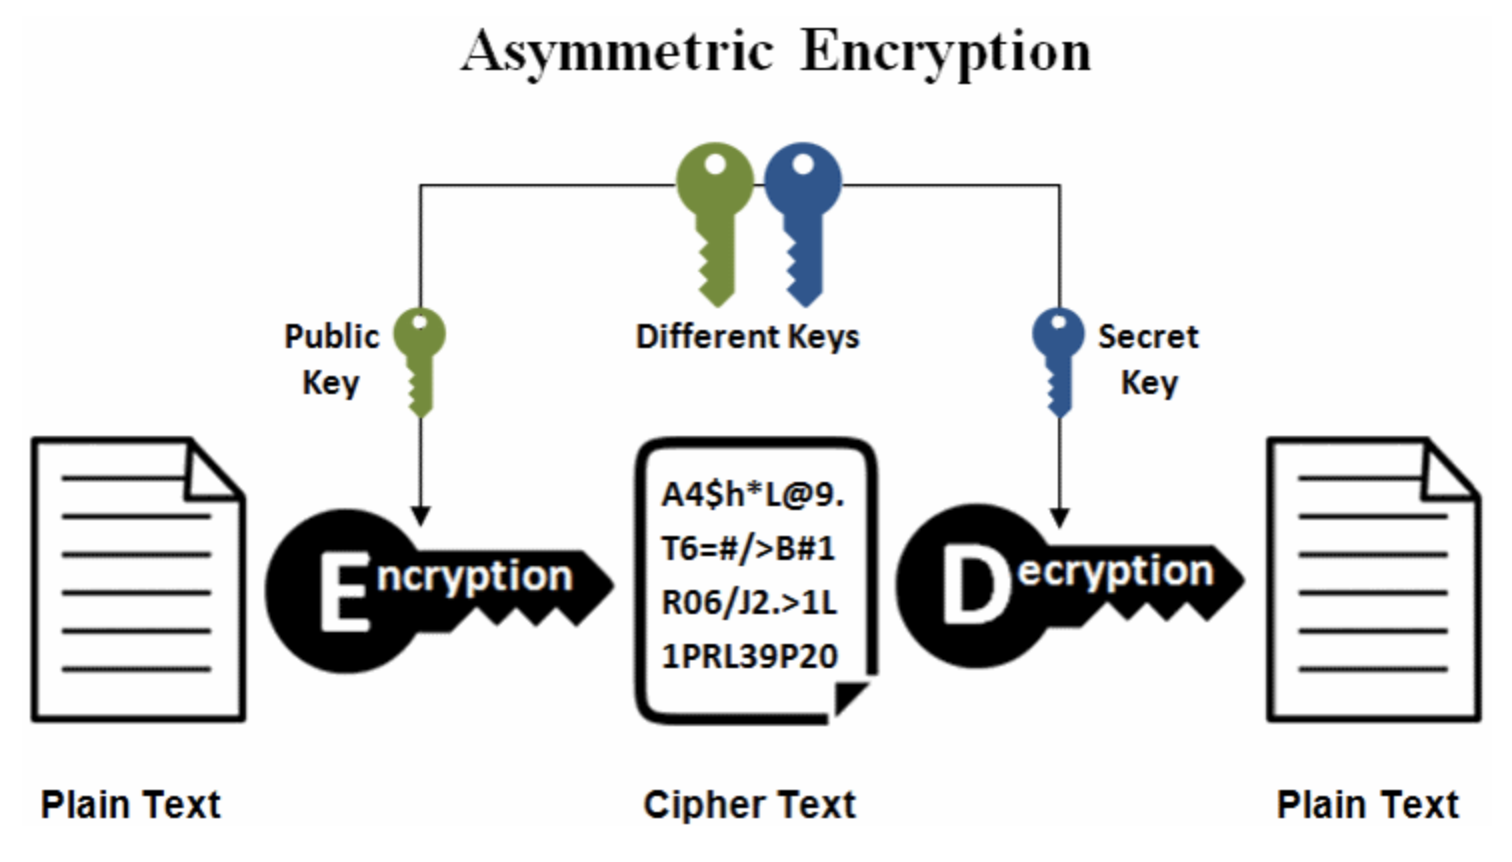 Asymmetric Encryption
Different Keys
Public
Key
Secret
Key
Encryption
A4$h*L@9.
T6=#/>B#1
R06/J2.>1L
1PRL39P20
Decryption
Plain Text
Cipher Text
Plain Text